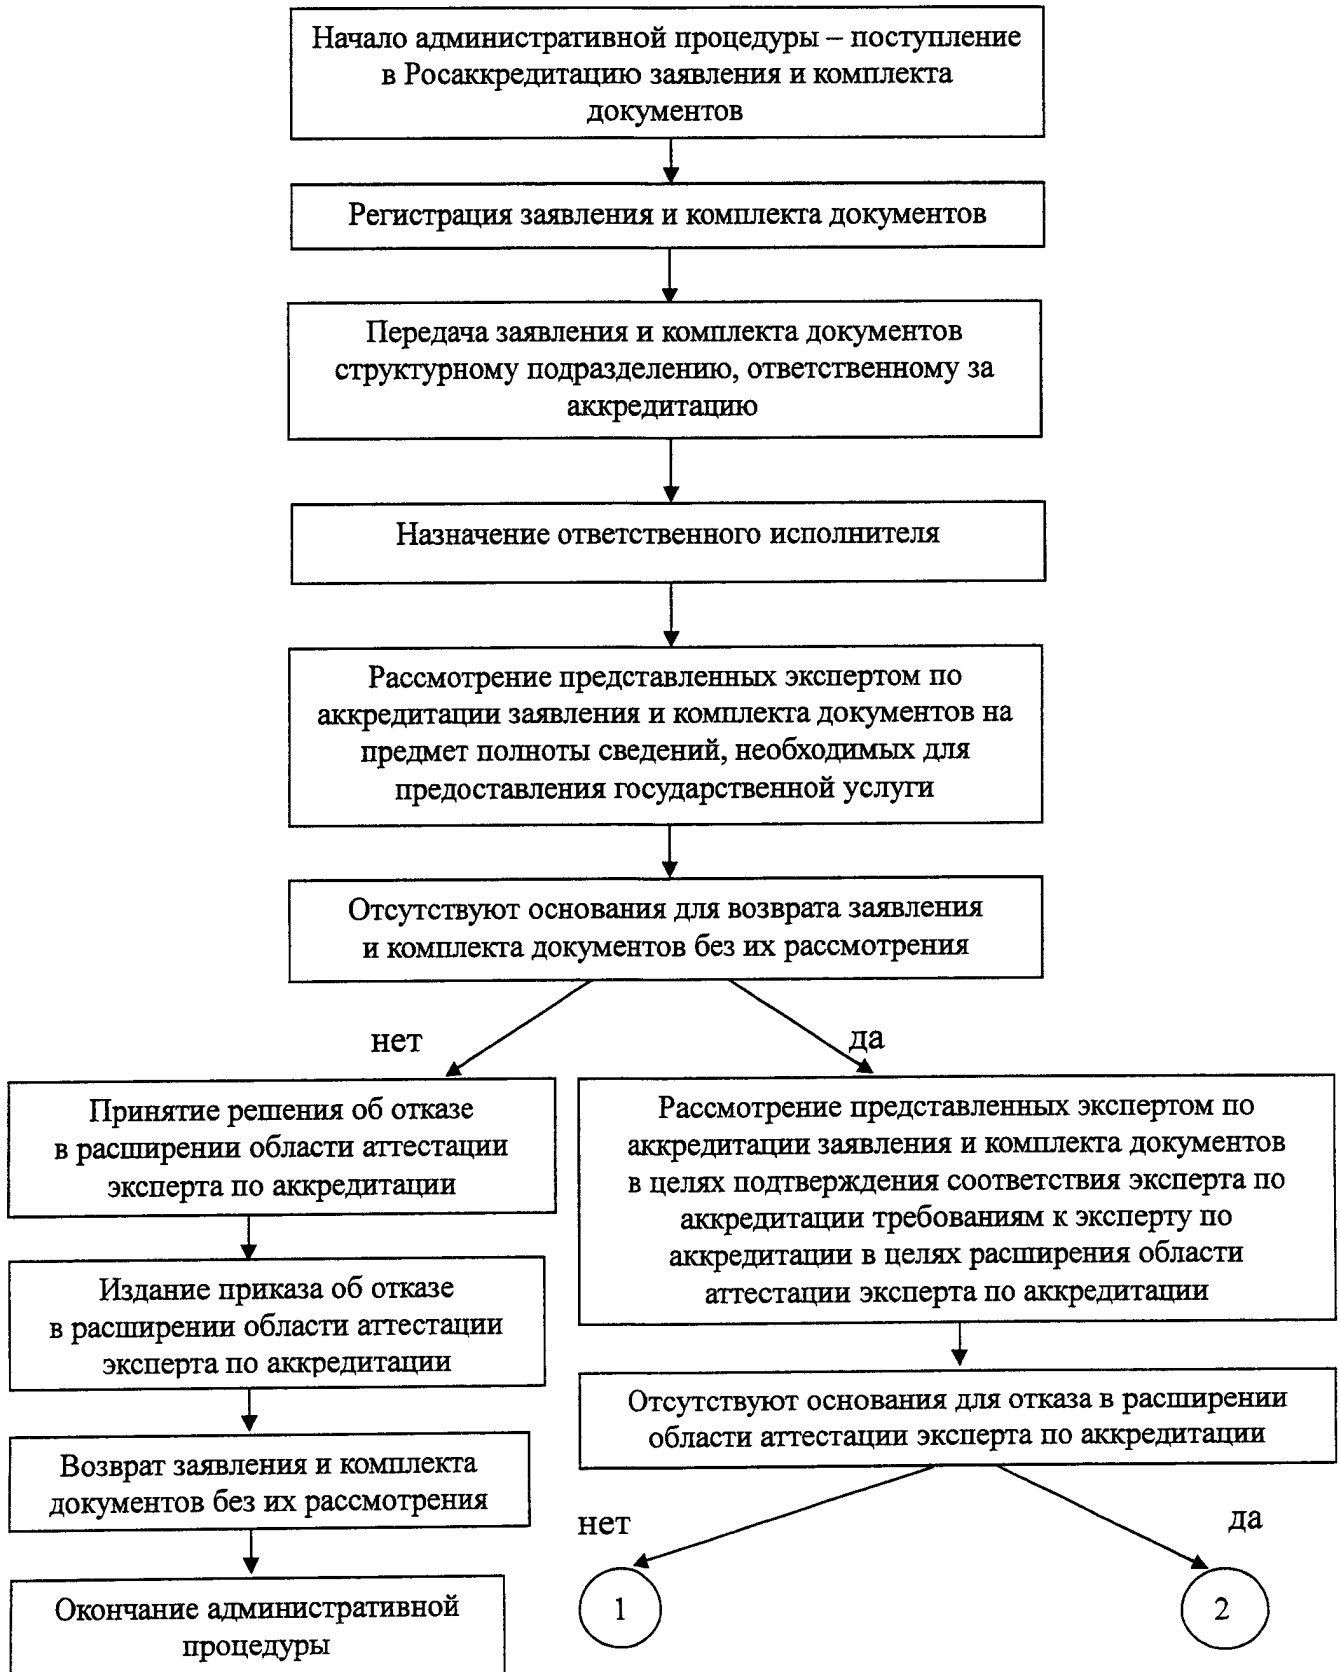 Начало административной процедуры – поступление
в Росаккредитацию заявления и комплекта
документов
Регистрация заявления и комплекта документов
Передача заявления и комплекта документов
структурному подразделению, ответственному за
аккредитацию
Назначение ответственного исполнителя
Рассмотрение представленных экспертом по
аккредитации заявления и комплекта документов на
предмет полноты сведений, необходимых для
предоставления государственной услуги
Отсутствуют основания для возврата заявления
и комплекта документов без их рассмотрения
нет
да
Принятие решения об отказе
в расширении области аттестации
эксперта по аккредитации
Издание приказа об отказе
в расширении области аттестации
эксперта по аккредитации
Возврат заявления и комплекта
документов без их рассмотрения
Окончание административной
процедуры
Рассмотрение представленных экспертом по
аккредитации заявления и комплекта документов
в целях подтверждения соответствия эксперта по
аккредитации требованиям к эксперту по
аккредитации в целях расширения области
аттестации эксперта по аккредитации
Отсутствуют основания для отказа в расширении
области аттестации эксперта по аккредитации
нет
да
1
2